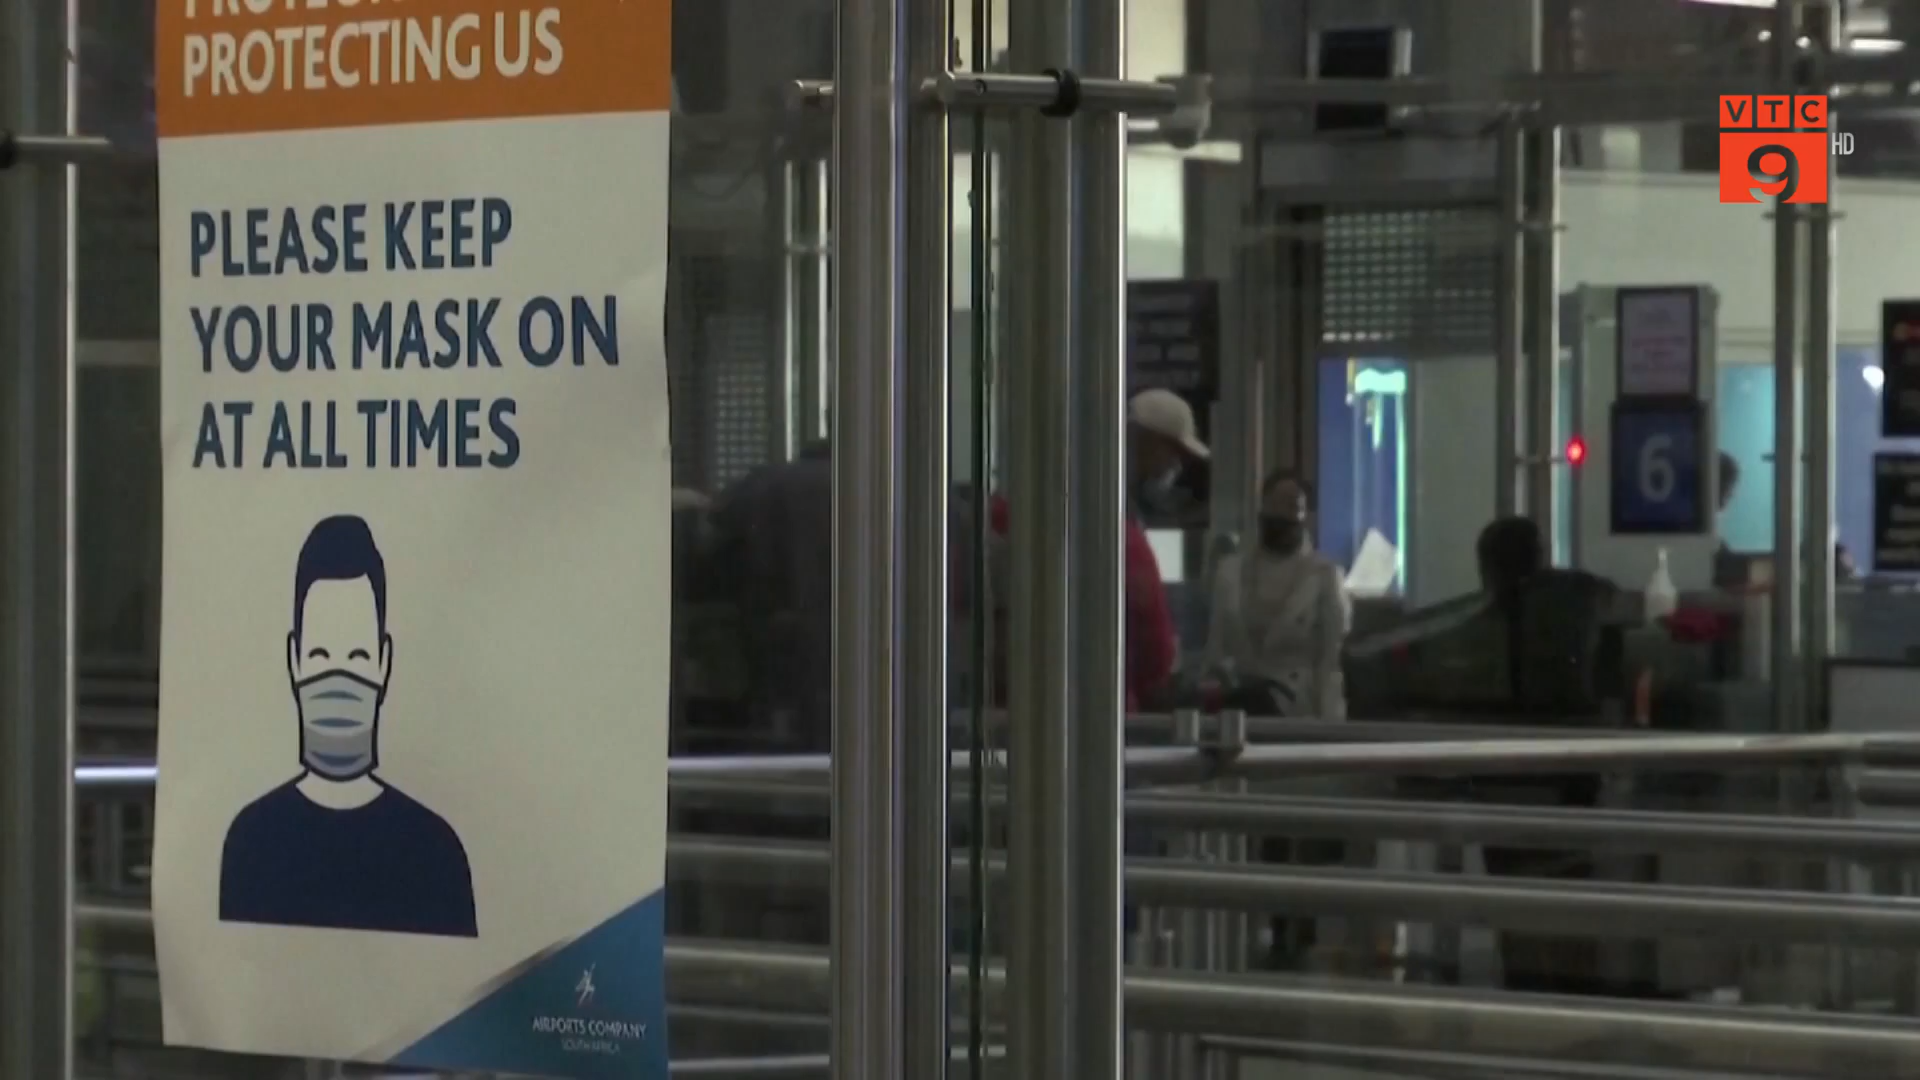 PROTECTING US
PLEASE KEEP
YOUR MASK ON
AT ALL TIMES
AIRPORTS COMPANY
SOUTH AFRICA
VTC
9
HD
6